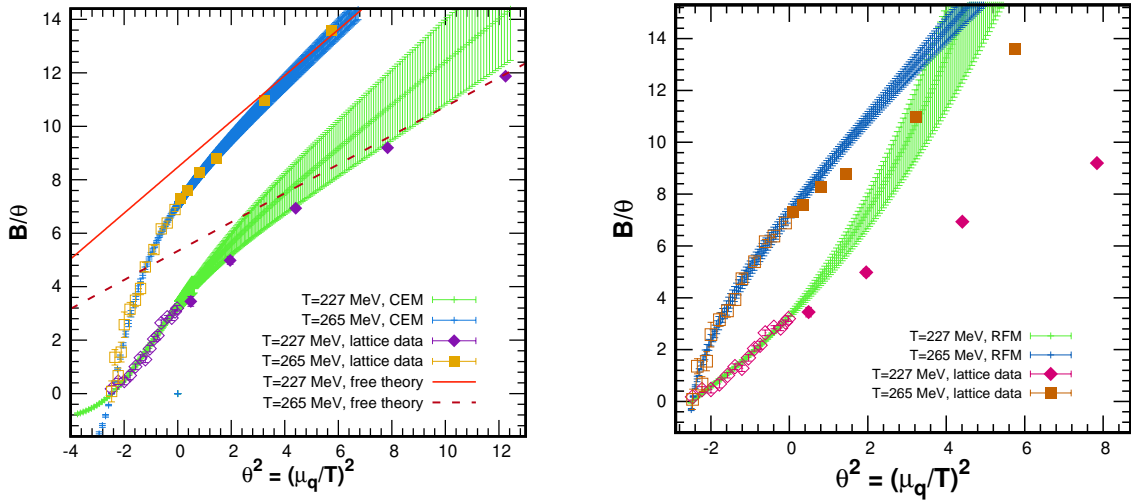 14
12
10
8
6
4
2
0
B/θ
T=227 MeV, CEM
T=265 MeV, CEM
T=227 MeV, lattice data
T=265 MeV, lattice data
T=227 MeV, free theory
T=265 MeV, free theory
-4 -2 0 2 4 6 8 10 12
θ² = (μq/T)²
14
12
10
8
6
4
2
0
B/θ
T=227 MeV, RFM
T=265 MeV, RFM
T=227 MeV, lattice data
T=265 MeV, lattice data
-2 0 2 4 6 8
θ² = (μq/T)²